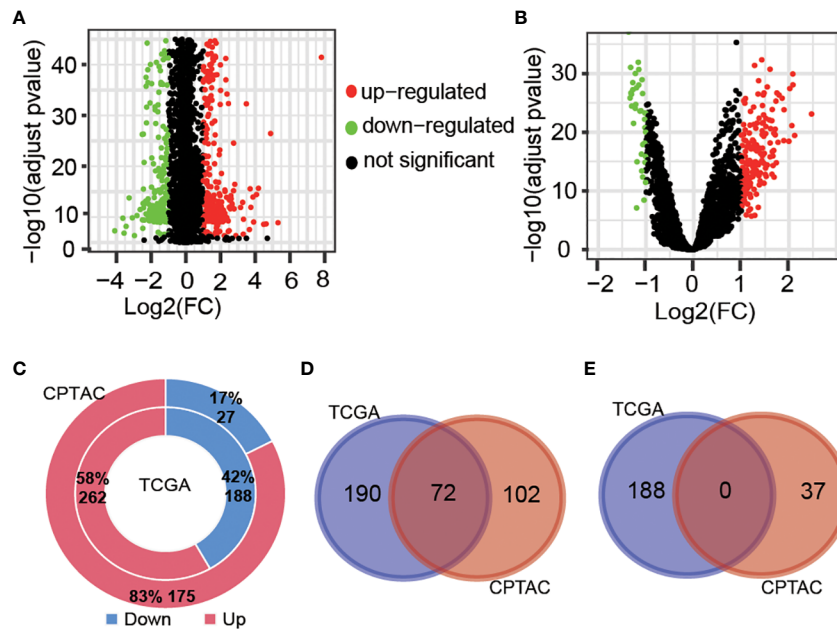 A
−log10(adjust pvalue)
40
30
20
10
0
−4 −2 0 2 4 6 8
Log2(FC)
up−regulated
down−regulated
not significant
B
−log10(adjust pvalue)
30
20
10
0
−2 −1 0 1 2
Log2(FC)
C
CPTAC
17%
27
58%
262
TCGA
42%
188
83% 175
Down Up
D
TCGA
190 72 102
CPTAC
E
TCGA
188 0 37
CPTAC